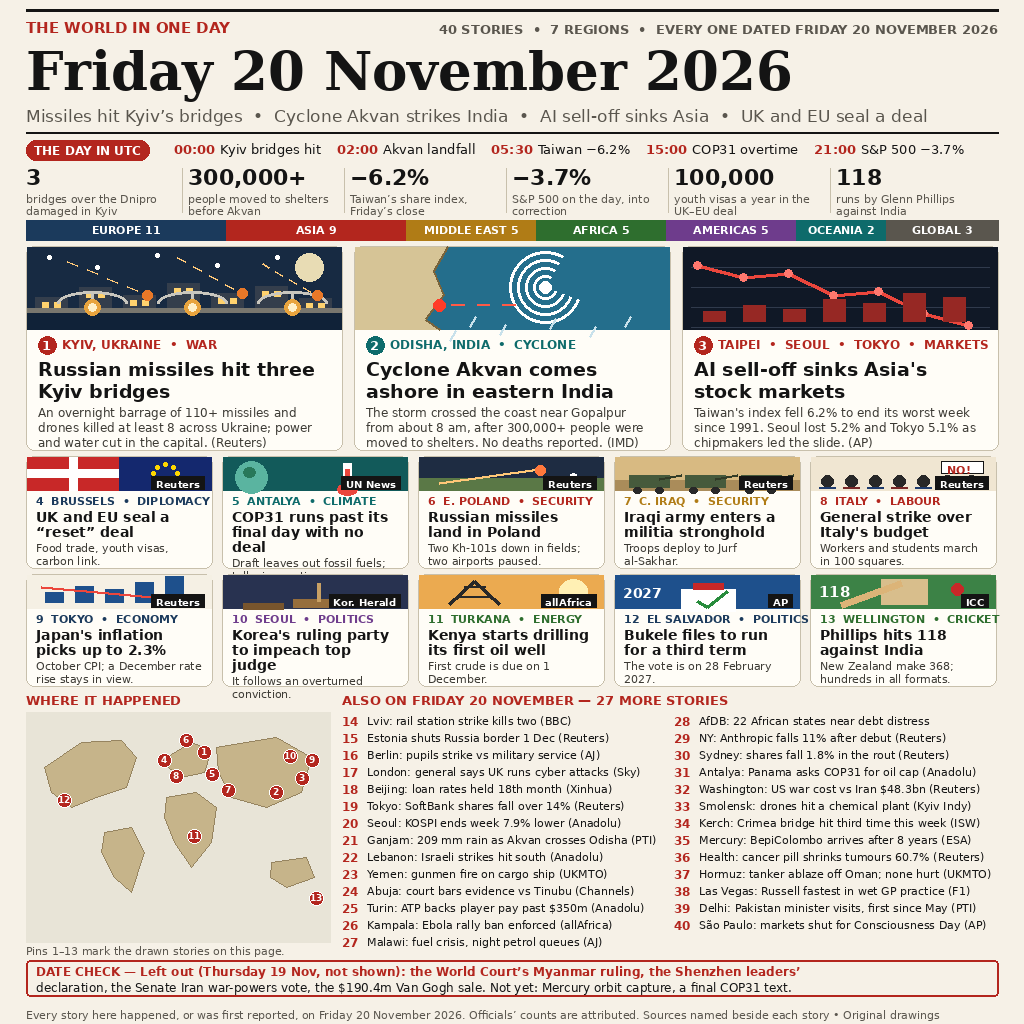 THE WORLD IN ONE DAY
40 STORIES • 7 REGIONS • EVERY ONE DATED FRIDAY 20 NOVEMBER 2026
Friday 20 November 2026
Missiles hit Kyiv’s bridges • Cyclone Akvan strikes India • AI sell-off sinks Asia • UK and EU seal a deal
THE DAY IN UTC
00:00 Kyiv bridges hit 02:00 Akvan landfall 05:30 Taiwan −6.2% 15:00 COP31 overtime 21:00 S&P 500 −3.7%
3
bridges over the Dnipro
damaged in Kyiv
300,000+
people moved to shelters
before Akvan
−6.2%
Taiwan’s share index,
Friday’s close
−3.7%
S&P 500 on the day, into
correction
100,000
youth visas a year in the
UK–EU deal
118
runs by Glenn Phillips
against India
EUROPE 11
ASIA 9
MIDDLE EAST 5
AFRICA 5
AMERICAS 5
OCEANIA 2
GLOBAL 3
1 KYIV, UKRAINE • WAR
Russian missiles hit three
Kyiv bridges
An overnight barrage of 110+ missiles and
drones killed at least 8 across Ukraine; power
and water cut in the capital. (Reuters)
2 ODISHA, INDIA • CYCLONE
Cyclone Akvan comes
ashore in eastern India
The storm crossed the coast near Gopalpur
from about 8 am, after 300,000+ people were
moved to shelters. No deaths reported. (IMD)
3 TAIPEI • SEOUL • TOKYO • MARKETS
AI sell-off sinks Asia's
stock markets
Taiwan's index fell 6.2% to end its worst week
since 1991. Seoul lost 5.2% and Tokyo 5.1% as
chipmakers led the slide. (AP)
Reuters
4 BRUSSELS • DIPLOMACY
UK and EU seal a
“reset” deal
Food trade, youth visas,
carbon link.
UN News
5 ANTALYA • CLIMATE
COP31 runs past its
final day with no
deal
Draft leaves out fossil fuels;
Reuters
6 E. POLAND • SECURITY
Russian missiles
land in Poland
Two Kh-101s down in fields;
two airports paused.
Reuters
7 C. IRAQ • SECURITY
Iraqi army enters a
militia stronghold
Troops deploy to Jurf
al-Sakhar.
NO!
Reuters
8 ITALY • LABOUR
General strike over
Italy's budget
Workers and students march
in 100 squares.
Reuters
9 TOKYO • ECONOMY
Japan's inflation
picks up to 2.3%
October CPI; a December rate
rise stays in view.
Kor. Herald
10 SEOUL • POLITICS
Korea's ruling party
to impeach top
judge
It follows an overturned
conviction.
allAfrica
11 TURKANA • ENERGY
Kenya starts drilling
its first oil well
First crude is due on 1
December.
2027
AP
12 EL SALVADOR • POLITICS
Bukele files to run
for a third term
The vote is on 28 February
2027.
118
ICC
13 WELLINGTON • CRICKET
Phillips hits 118
against India
New Zealand make 368;
hundreds in all formats.
WHERE IT HAPPENED
6
4
1
8
5
7
10
9
3
2
12
11
13
Pins 1–13 mark the drawn stories on this page.
ALSO ON FRIDAY 20 NOVEMBER — 27 MORE STORIES
14 Lviv: rail station strike kills two (BBC)
15 Estonia shuts Russia border 1 Dec (Reuters)
16 Berlin: pupils strike vs military service (AJ)
17 London: general says UK runs cyber attacks (Sky)
18 Beijing: loan rates held 18th month (Xinhua)
19 Tokyo: SoftBank shares fall over 14% (Reuters)
20 Seoul: KOSPI ends week 7.9% lower (Anadolu)
21 Ganjam: 209 mm rain as Akvan crosses Odisha (PTI)
22 Lebanon: Israeli strikes hit south (Anadolu)
23 Yemen: gunmen fire on cargo ship (UKMTO)
24 Abuja: court bars evidence vs Tinubu (Channels)
25 Turin: ATP backs player pay past $350m (Anadolu)
26 Kampala: Ebola rally ban enforced (allAfrica)
27 Malawi: fuel crisis, night petrol queues (AJ)
28 AfDB: 22 African states near debt distress
29 NY: Anthropic falls 11% after debut (Reuters)
30 Sydney: shares fall 1.8% in the rout (Reuters)
31 Antalya: Panama asks COP31 for oil cap (Anadolu)
32 Washington: US war cost vs Iran $48.3bn (Reuters)
33 Smolensk: drones hit a chemical plant (Kyiv Indy)
34 Kerch: Crimea bridge hit third time this week (ISW)
35 Mercury: BepiColombo arrives after 8 years (ESA)
36 Health: cancer pill shrinks tumours 60.7% (Reuters)
37 Hormuz: tanker ablaze off Oman; none hurt (UKMTO)
38 Las Vegas: Russell fastest in wet GP practice (F1)
39 Delhi: Pakistan minister visits, first since May (PTI)
40 São Paulo: markets shut for Consciousness Day (AP)
DATE CHECK — Left out (Thursday 19 Nov, not shown): the World Court’s Myanmar ruling, the Shenzhen leaders’
declaration, the Senate Iran war-powers vote, the $190.4m Van Gogh sale. Not yet: Mercury orbit capture, a final COP31 text.
Every story here happened, or was first reported, on Friday 20 November 2026. Officials’ counts are attributed. Sources named beside each story • Original drawings